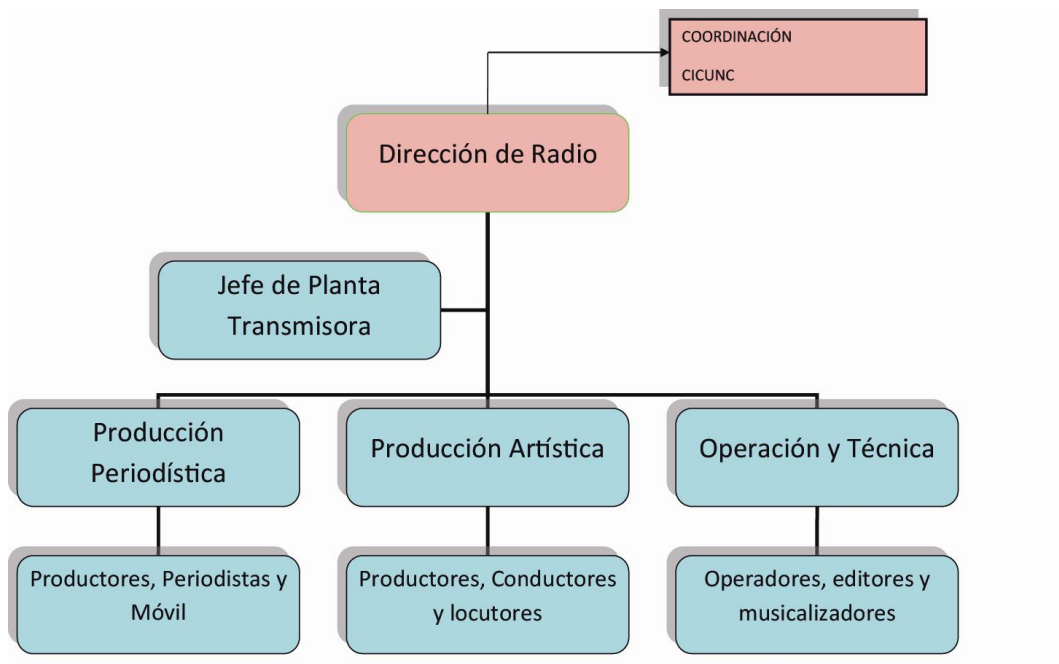 COORDINACIÓN
CICUNC
Dirección de Radio
Jefe de Planta
Transmisora
Producción
Periodística
Producción Artística
Operación y Técnica
Productores, Periodistas y
Móvil
Productores, Conductores
y locutores
Operadores, editores y
musicalizadores